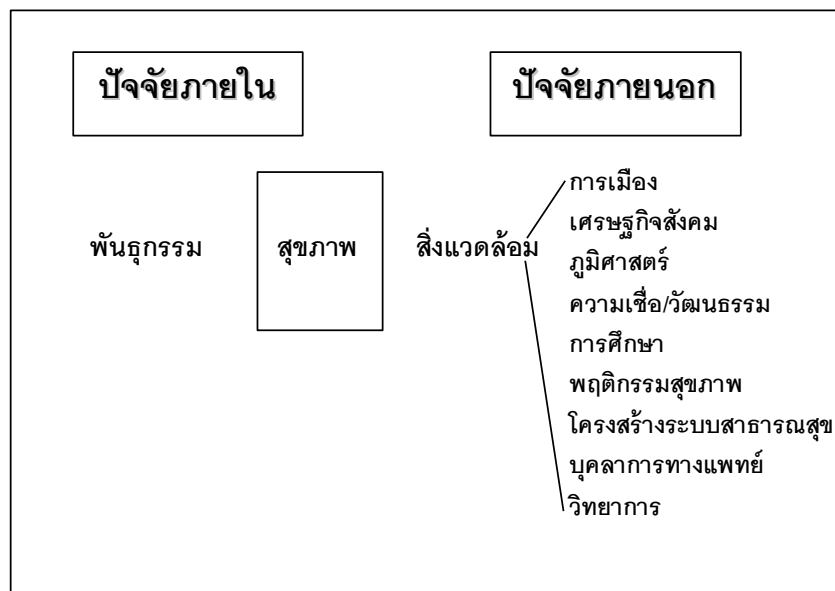 ปัจจัยภายใน
ปัจจัยภายนอก
พันธุกรรม
สุขภาพ
สิ่งแวดล้อม
การเมือง
เศรษฐกิจสังคม
ภูมิศาสตร์
ความเชื่อ/วัฒนธรรม
การศึกษา
พฤติกรรมสุขภาพ
โครงสร้างระบบสาธารณสุข
บุคลาการทางแพทย์
วิทยาการ